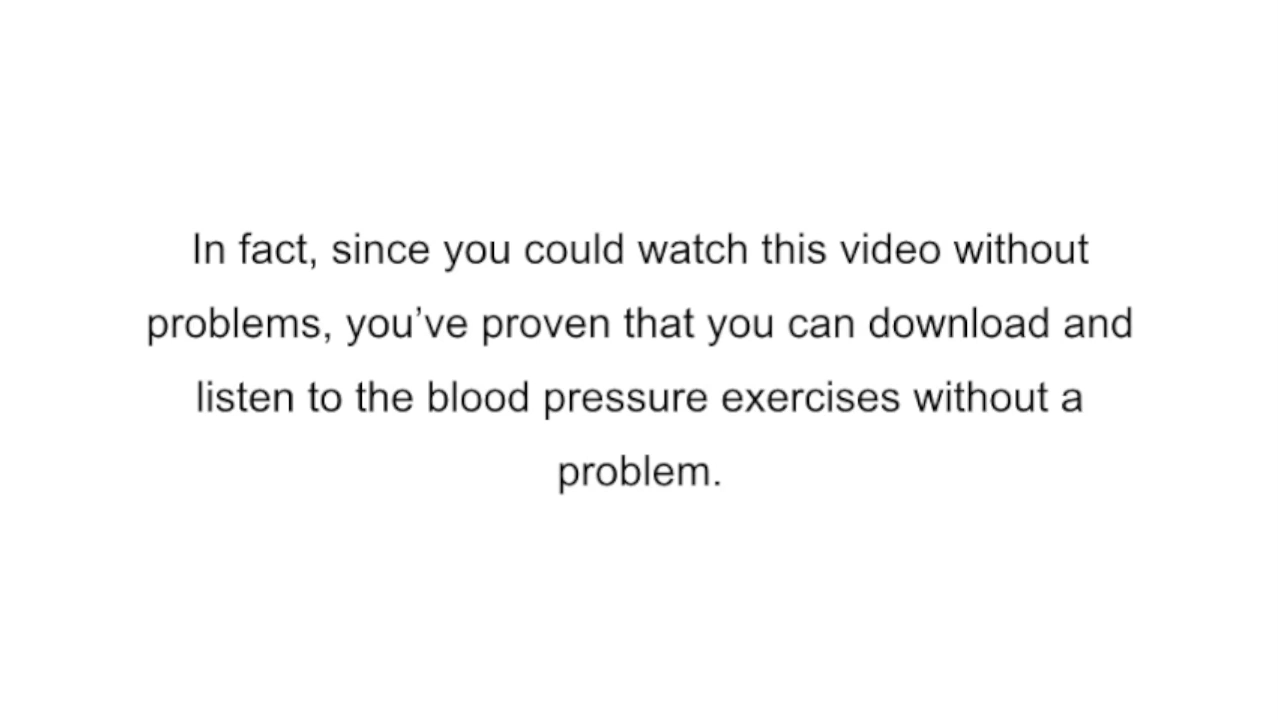 In fact, since you could watch this video without
problems, you’ve proven that you can download and
listen to the blood pressure exercises without a
problem.